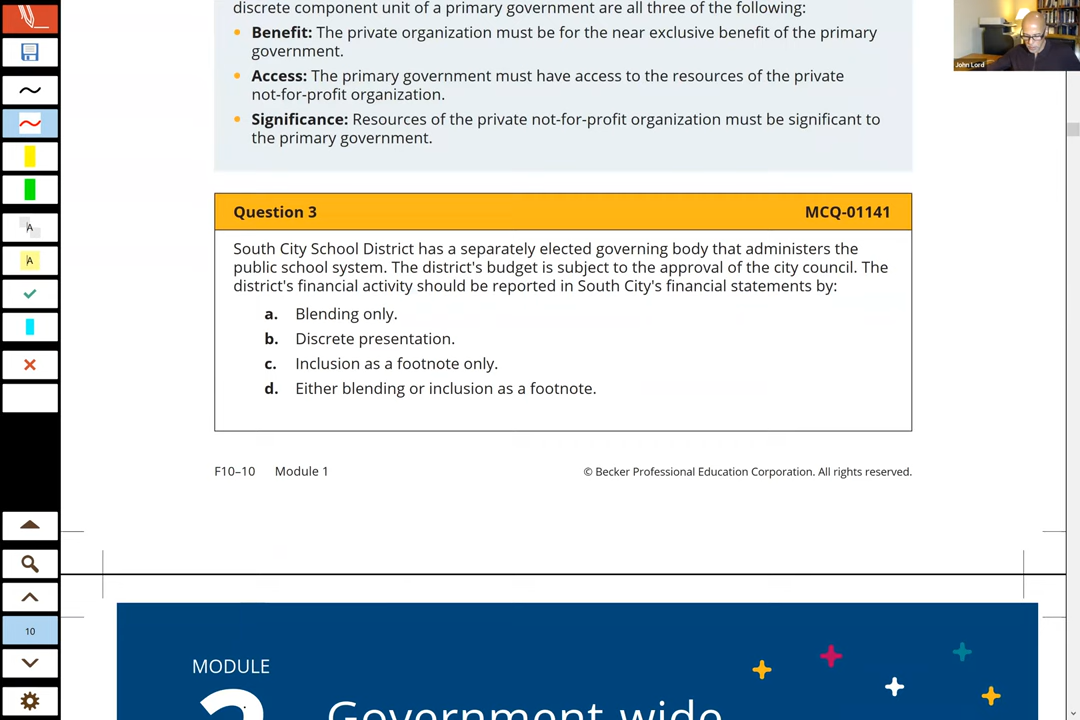 discrete component unit of a primary government are all three of the following:
• Benefit: The private organization must be for the near exclusive benefit of the primary
government.
• Access: The primary government must have access to the resources of the private
not-for-profit organization.
• Significance: Resources of the private not-for-profit organization must be significant to
the primary government.
John Lord
Question 3 MCQ-01141
South City School District has a separately elected governing body that administers the
public school system. The district's budget is subject to the approval of the city council. The
district's financial activity should be reported in South City's financial statements by:
a. Blending only.
b. Discrete presentation.
c. Inclusion as a footnote only.
d. Either blending or inclusion as a footnote.
F10–10 Module 1 © Becker Professional Education Corporation. All rights reserved.
A
A
10
MODULE
2
Government-wide